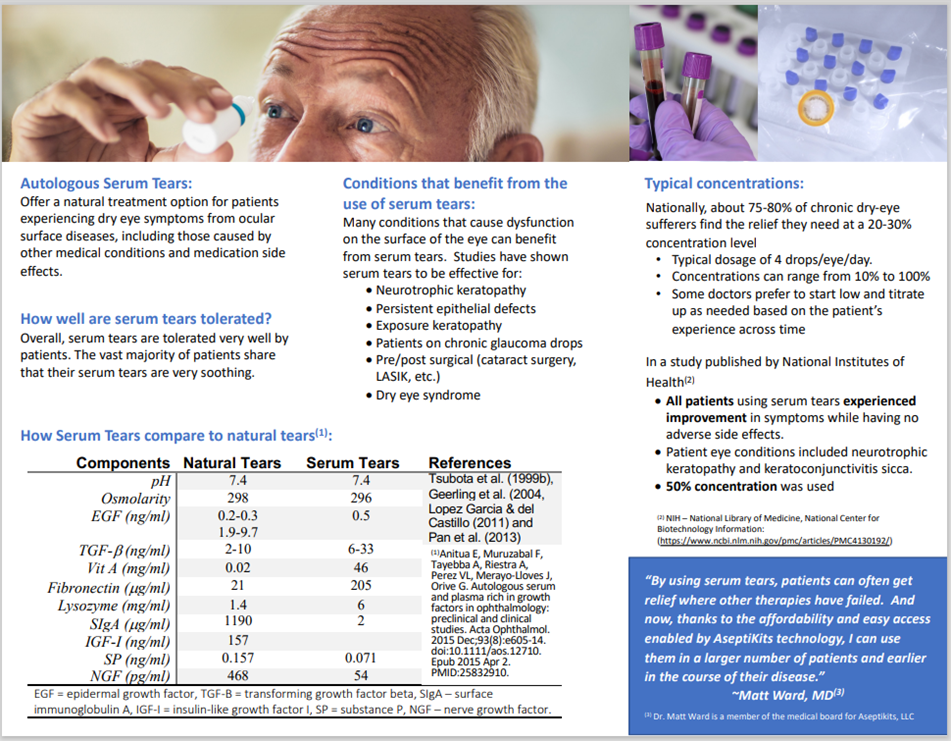 Autologous Serum Tears:
Offer a natural treatment option for patients
experiencing dry eye symptoms from ocular
surface diseases, including those caused by
other medical conditions and medication side
effects.
How well are serum tears tolerated?
Overall, serum tears are tolerated very well by
patients. The vast majority of patients share
that their serum tears are very soothing.
Conditions that benefit from the
use of serum tears:
Many conditions that cause dysfunction
on the surface of the eye can benefit
from serum tears.  Studies have shown
serum tears to be effective for:
• Neurotrophic keratopathy
• Persistent epithelial defects
• Exposure keratopathy
• Patients on chronic glaucoma drops
• Pre/post surgical (cataract surgery,
LASIK, etc.)
• Dry eye syndrome
How Serum Tears compare to natural tears(1):
Components Natural Tears Serum Tears References
pH 7.4 7.4
Osmolarity 298 296
EGF (ng/ml) 0.2-0.3 0.5
1.9-9.7
TGF-β (ng/ml) 2-10 6-33
Vit A (mg/ml) 0.02 46
Fibronectin (µg/ml) 21 205
Lysozyme (mg/ml) 1.4 6
SIgA (µg/ml) 1190 2
IGF-I (ng/ml) 157
SP (ng/ml) 0.157 0.071
NGF (pg/ml) 468 54
Tsubota et al. (1999b),
Geerling et al. (2004,
Lopez Garcia & del
Castillo (2011) and
Pan et al. (2013)
(1)Anitua E, Muruzabal F,
Tayebba A, Riestra A,
Perez VL, Merayo-Lloves J,
Orive G. Autologous serum
and plasma rich in growth
factors in ophthalmology:
preclinical and clinical
studies. Acta Ophthalmol.
2015 Dec;93(8):e605-14.
doi:10.1111/aos.12710.
Epub 2015 Apr 2.
PMID:25832910.
EGF = epidermal growth factor, TGF-B = transforming growth factor beta, SIgA – surface
immunoglobulin A, IGF-I = insulin-like growth factor I, SP = substance P, NGF – nerve growth factor.
Typical concentrations:
Nationally, about 75-80% of chronic dry-eye
sufferers find the relief they need at a 20-30%
concentration level
• Typical dosage of 4 drops/eye/day.
• Concentrations can range from 10% to 100%
• Some doctors prefer to start low and titrate
up as needed based on the patient's
experience across time
In a study published by National Institutes of
Health(2)
• All patients using serum tears experienced
improvement in symptoms while having no
adverse side effects.
• Patient eye conditions included neurotrophic
keratopathy and keratoconjunctivitis sicca.
• 50% concentration was used
(2) NIH – National Library of Medicine, National Center for
Biotechnology Information:
(https://www.ncbi.nlm.nih.gov/pmc/articles/PMC4130192/)
“By using serum tears, patients can often get
relief where other therapies have failed.  And
now, thanks to the affordability and easy access
enabled by AseptiKits technology, I can use
them in a larger number of patients and earlier
in the course of their disease.”
~Matt Ward, MD(3)
(3) Dr. Matt Ward is a member of the medical board for Aseptikits, LLC